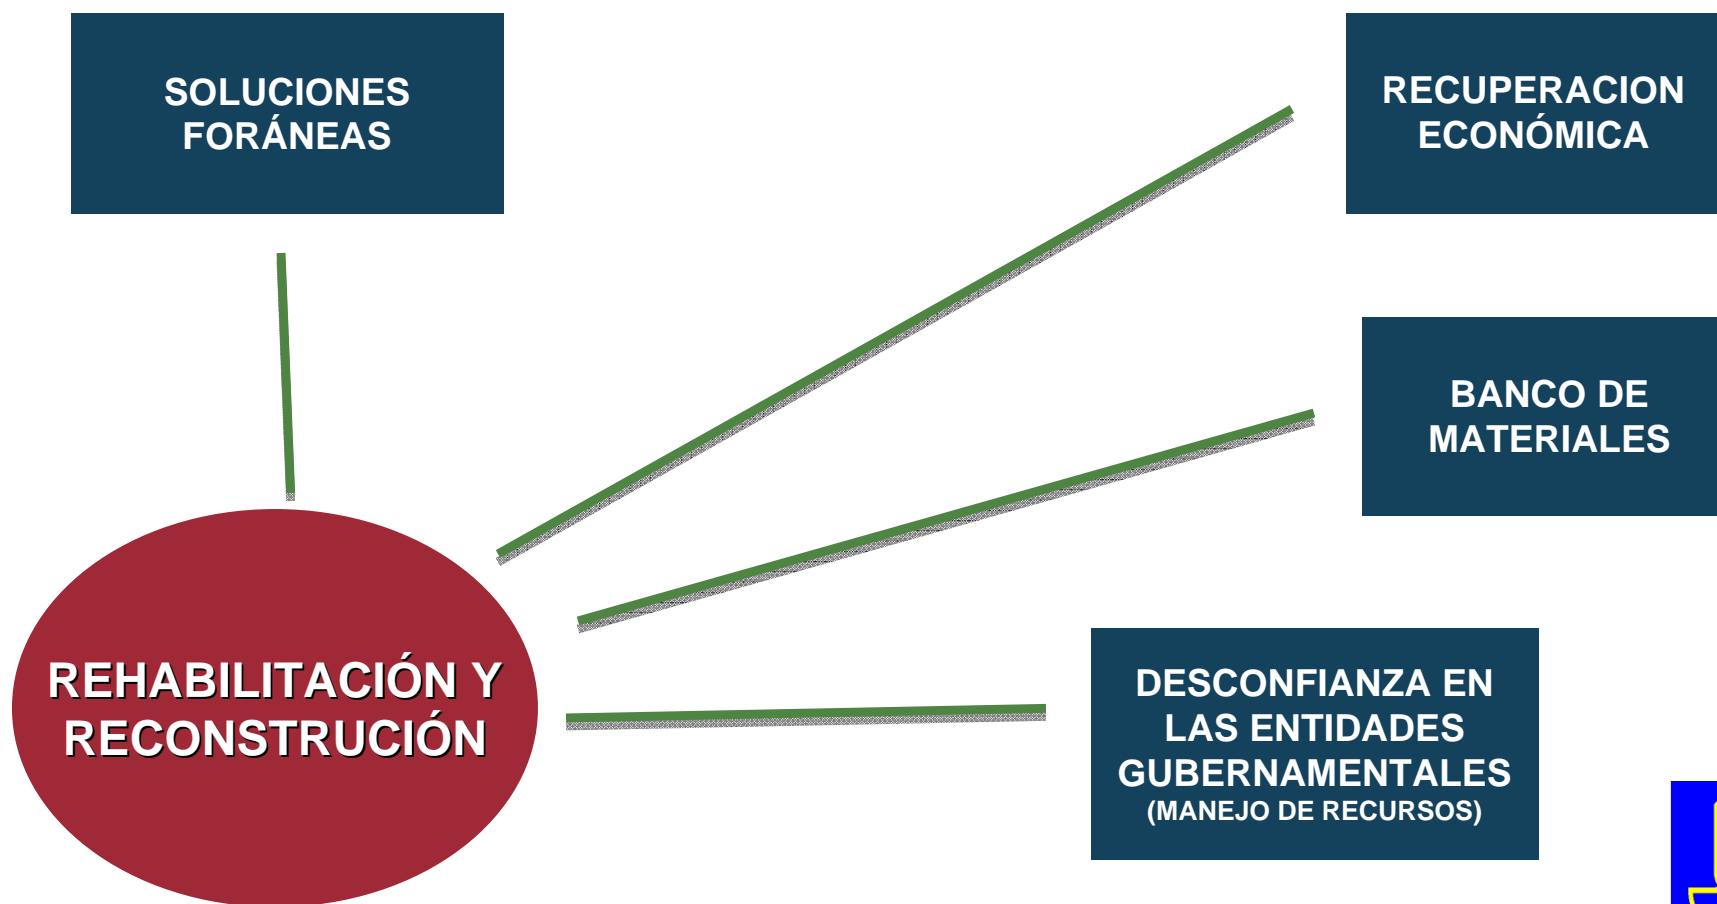 SOLUCIONES
FORÁNEAS
RECUPERACION
ECONÓMICA
BANCO DE
MATERIALES
REHABILITACIÓN Y
RECONSTRUCIÓN
DESCONFIANZA EN
LAS ENTIDADES
GUBERNAMENTALES
(MANEJO DE RECURSOS)